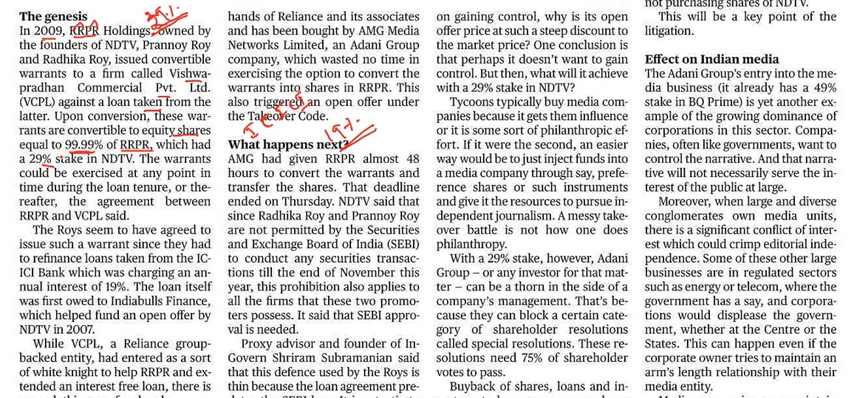 The genesis
In 2009, RRPR Holdings, owned by
the founders of NDTV, Prannoy Roy
and Radhika Roy, issued convertible
warrants to a firm called Vishwa-
pradhan Commercial Pvt. Ltd.
(VCPL) against a loan taken from the
latter. Upon conversion, These war-
rants are convertible to equity shares
equal to 99.99% of RRPR, which had
a 29% stake in NDTV. The warrants
could be exercised at any point in
time during the loan tenure, or the-
reafter, the agreement between
RRPR and VCPL said.
The Roys seem to have agreed to
issue such a warrant since they had
to refinance loans taken from the IC-
ICI Bank which was charging an an-
nual interest of 19%. The loan itself
was first owed to Indiabulls Finance,
which helped fund an open offer by
NDTV in 2007.
While VCPL, a Reliance group-
backed entity, had entered as a sort
of white knight to help RRPR and ex-
tended an interest free loan, there is
29%
hands of Reliance and its associates
and has been bought by AMG Media
Networks Limited, an Adani Group
company, which wasted no time in
exercising the option to convert the
warrants into shares in RRPR. This
also triggered an open offer under
the Takeover Code.
19%
What happens next?
AMG had given RRPR almost 48
hours to convert the warrants and
transfer the shares. That deadline
ended on Thursday. NDTV said that
since Radhika Roy and Prannoy Roy
are not permitted by the Securities
and Exchange Board of India (SEBI)
to conduct any securities transac-
tions till the end of November this
year, this prohibition also applies to
all the firms that these two promo-
ters possess. It said that SEBI appro-
val is needed.
Proxy advisor and founder of In-
Govern Shriram Subramanian said
that this defence used by the Roys is
thin because the loan agreement pre-
on gaining control, why is its open
offer price at such a steep discount to
the market price? One conclusion is
that perhaps it doesn't want to gain
control. But then, what will it achieve
with a 29% stake in NDTV?
Tycoons typically buy media com-
panies because it gets them influence
or it is some sort of philanthropic ef-
fort. If it were the second, an easier
way would be to just inject funds into
a media company through say, prefe-
rence shares or such instruments
and give it the resources to pursue in-
dependent journalism. A messy take-
over battle is not how one does
philanthropy.
With a 29% stake, however, Adani
Group – or any investor for that mat-
ter – can be a thorn in the side of a
company's management. That's be-
cause they can block a certain cate-
gory of shareholder resolutions
called special resolutions. These re-
solutions need 75% of shareholder
votes to pass.
Buyback of shares, loans and in-
not purchasing shares of NDTV.
This will be a key point of the
litigation.
Effect on Indian media
The Adani Group's entry into the me-
dia business (it already has a 49%
stake in BQ Prime) is yet another ex-
ample of the growing dominance of
corporations in this sector. Compa-
nies, often like governments, want to
control the narrative. And that narra-
tive will not necessarily serve the in-
terest of the public at large.
Moreover, when large and diverse
conglomerates own media units,
there is a significant conflict of inter-
est which could crimp editorial inde-
pendence. Some of these other large
businesses are in regulated sectors
such as energy or telecom, where the
government has a say, and corpora-
tions would displease the govern-
ment, whether at the Centre or the
States. This can happen even if the
corporate owner tries to maintain an
arm's length relationship with their
media entity.